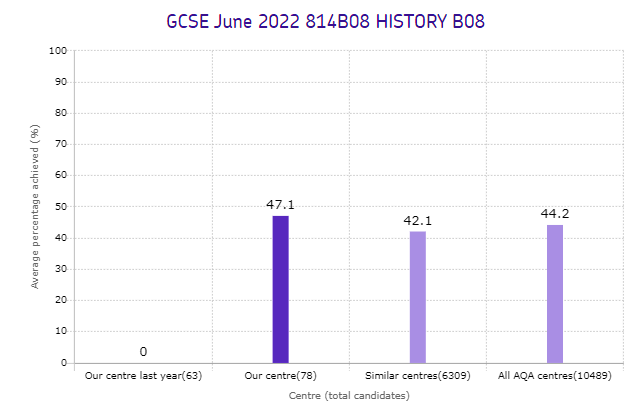 GCSE June 2022 814B08 HISTORY B08
100
90
80
70
60
50
40
30
20
10
0
Average percentage achieved (%)
0
47.1
42.1
44.2
Our centre last year(63)
Our centre(78)
Similar centres(6309)
All AQA centres(10489)
Centre (total candidates)